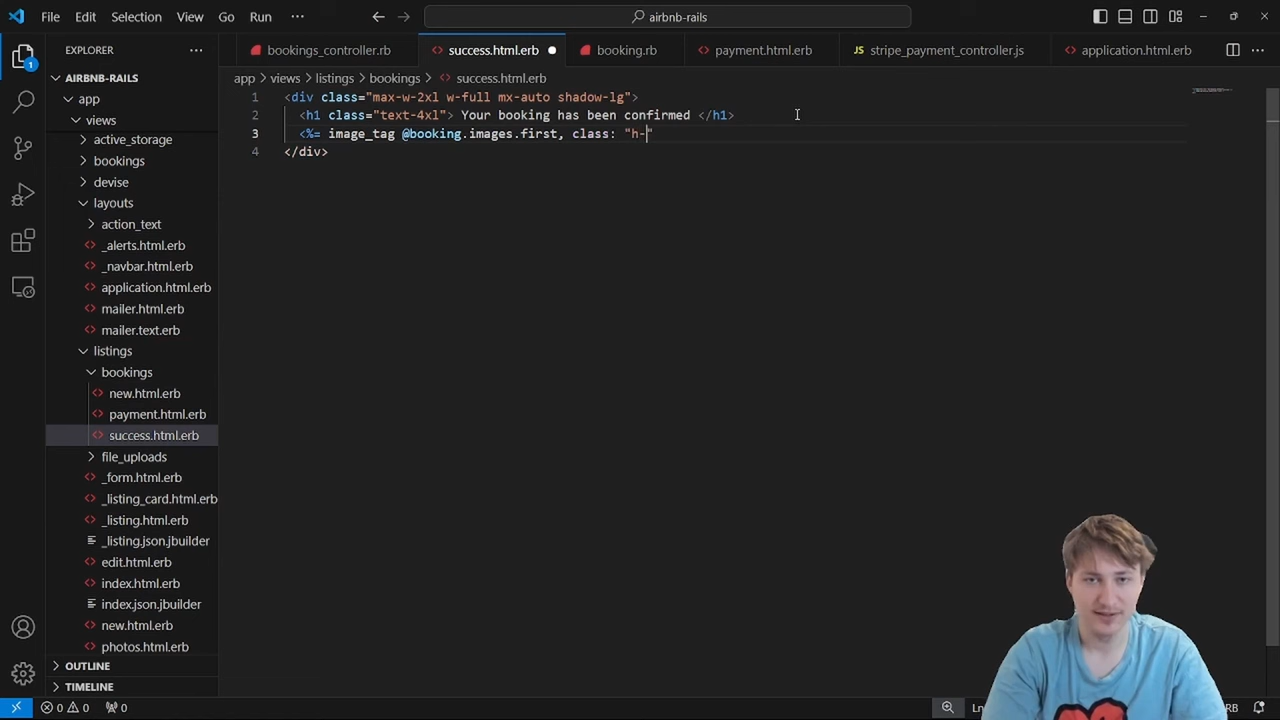 File Edit Selection View Go Run ··· airbnb-rails
EXPLORER ···
bookings_controller.rb success.html.erb booking.rb payment.html.erb stripe_payment_controller.js application.html.erb ···
AIRBNB-RAILS
app > views > listings > bookings > success.html.erb
app
views
active_storage
bookings
devise
layouts
action_text
_alerts.html.erb
_navbar.html.erb
application.html.erb
mailer.html.erb
mailer.text.erb
listings
bookings
new.html.erb
payment.html.erb
success.html.erb
file_uploads
_form.html.erb
_listing_card.html.erb
_listing.html.erb
_listing.json.jbuilder
edit.html.erb
index.html.erb
index.json.jbuilder
new.html.erb
photos.html.erb
OUTLINE
TIMELINE
1 <div class="max-w-2xl w-full mx-auto shadow-lg">
2 <h1 class="text-4xl"> Your booking has been confirmed </h1>
3 <%= image_tag @booking.images.first, class: "h-"
4 </div>
1
0 0 0 Ln RB